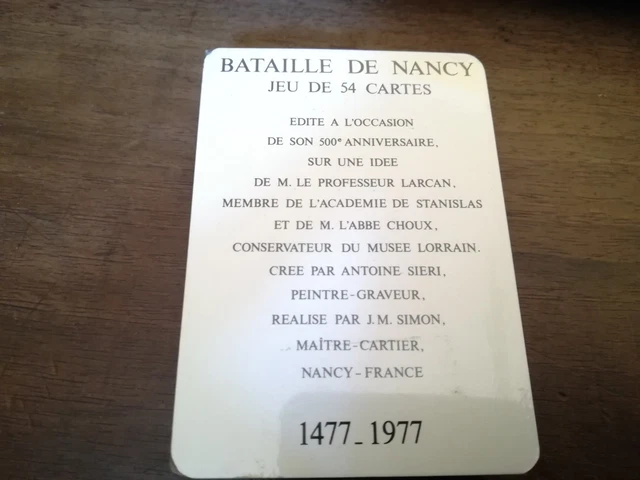 BATAILLE DE NANCY
JEU DE 54 CARTES
EDITE A L'OCCASION
DE SON 500e ANNIVERSAIRE,
SUR UNE IDEE
DE M. LE PROFESSEUR LARCAN,
MEMBRE DE L'ACADEMIE DE STANISLAS
ET DE M. L'ABBE CHOUX,
CONSERVATEUR DU MUSEE LORRAIN.
CREE PAR ANTOINE SIERI,
PEINTRE-GRAVEUR,
REALISE PAR J.M. SIMON,
MAÎTRE-CARTIER,
NANCY-FRANCE
1477_1977